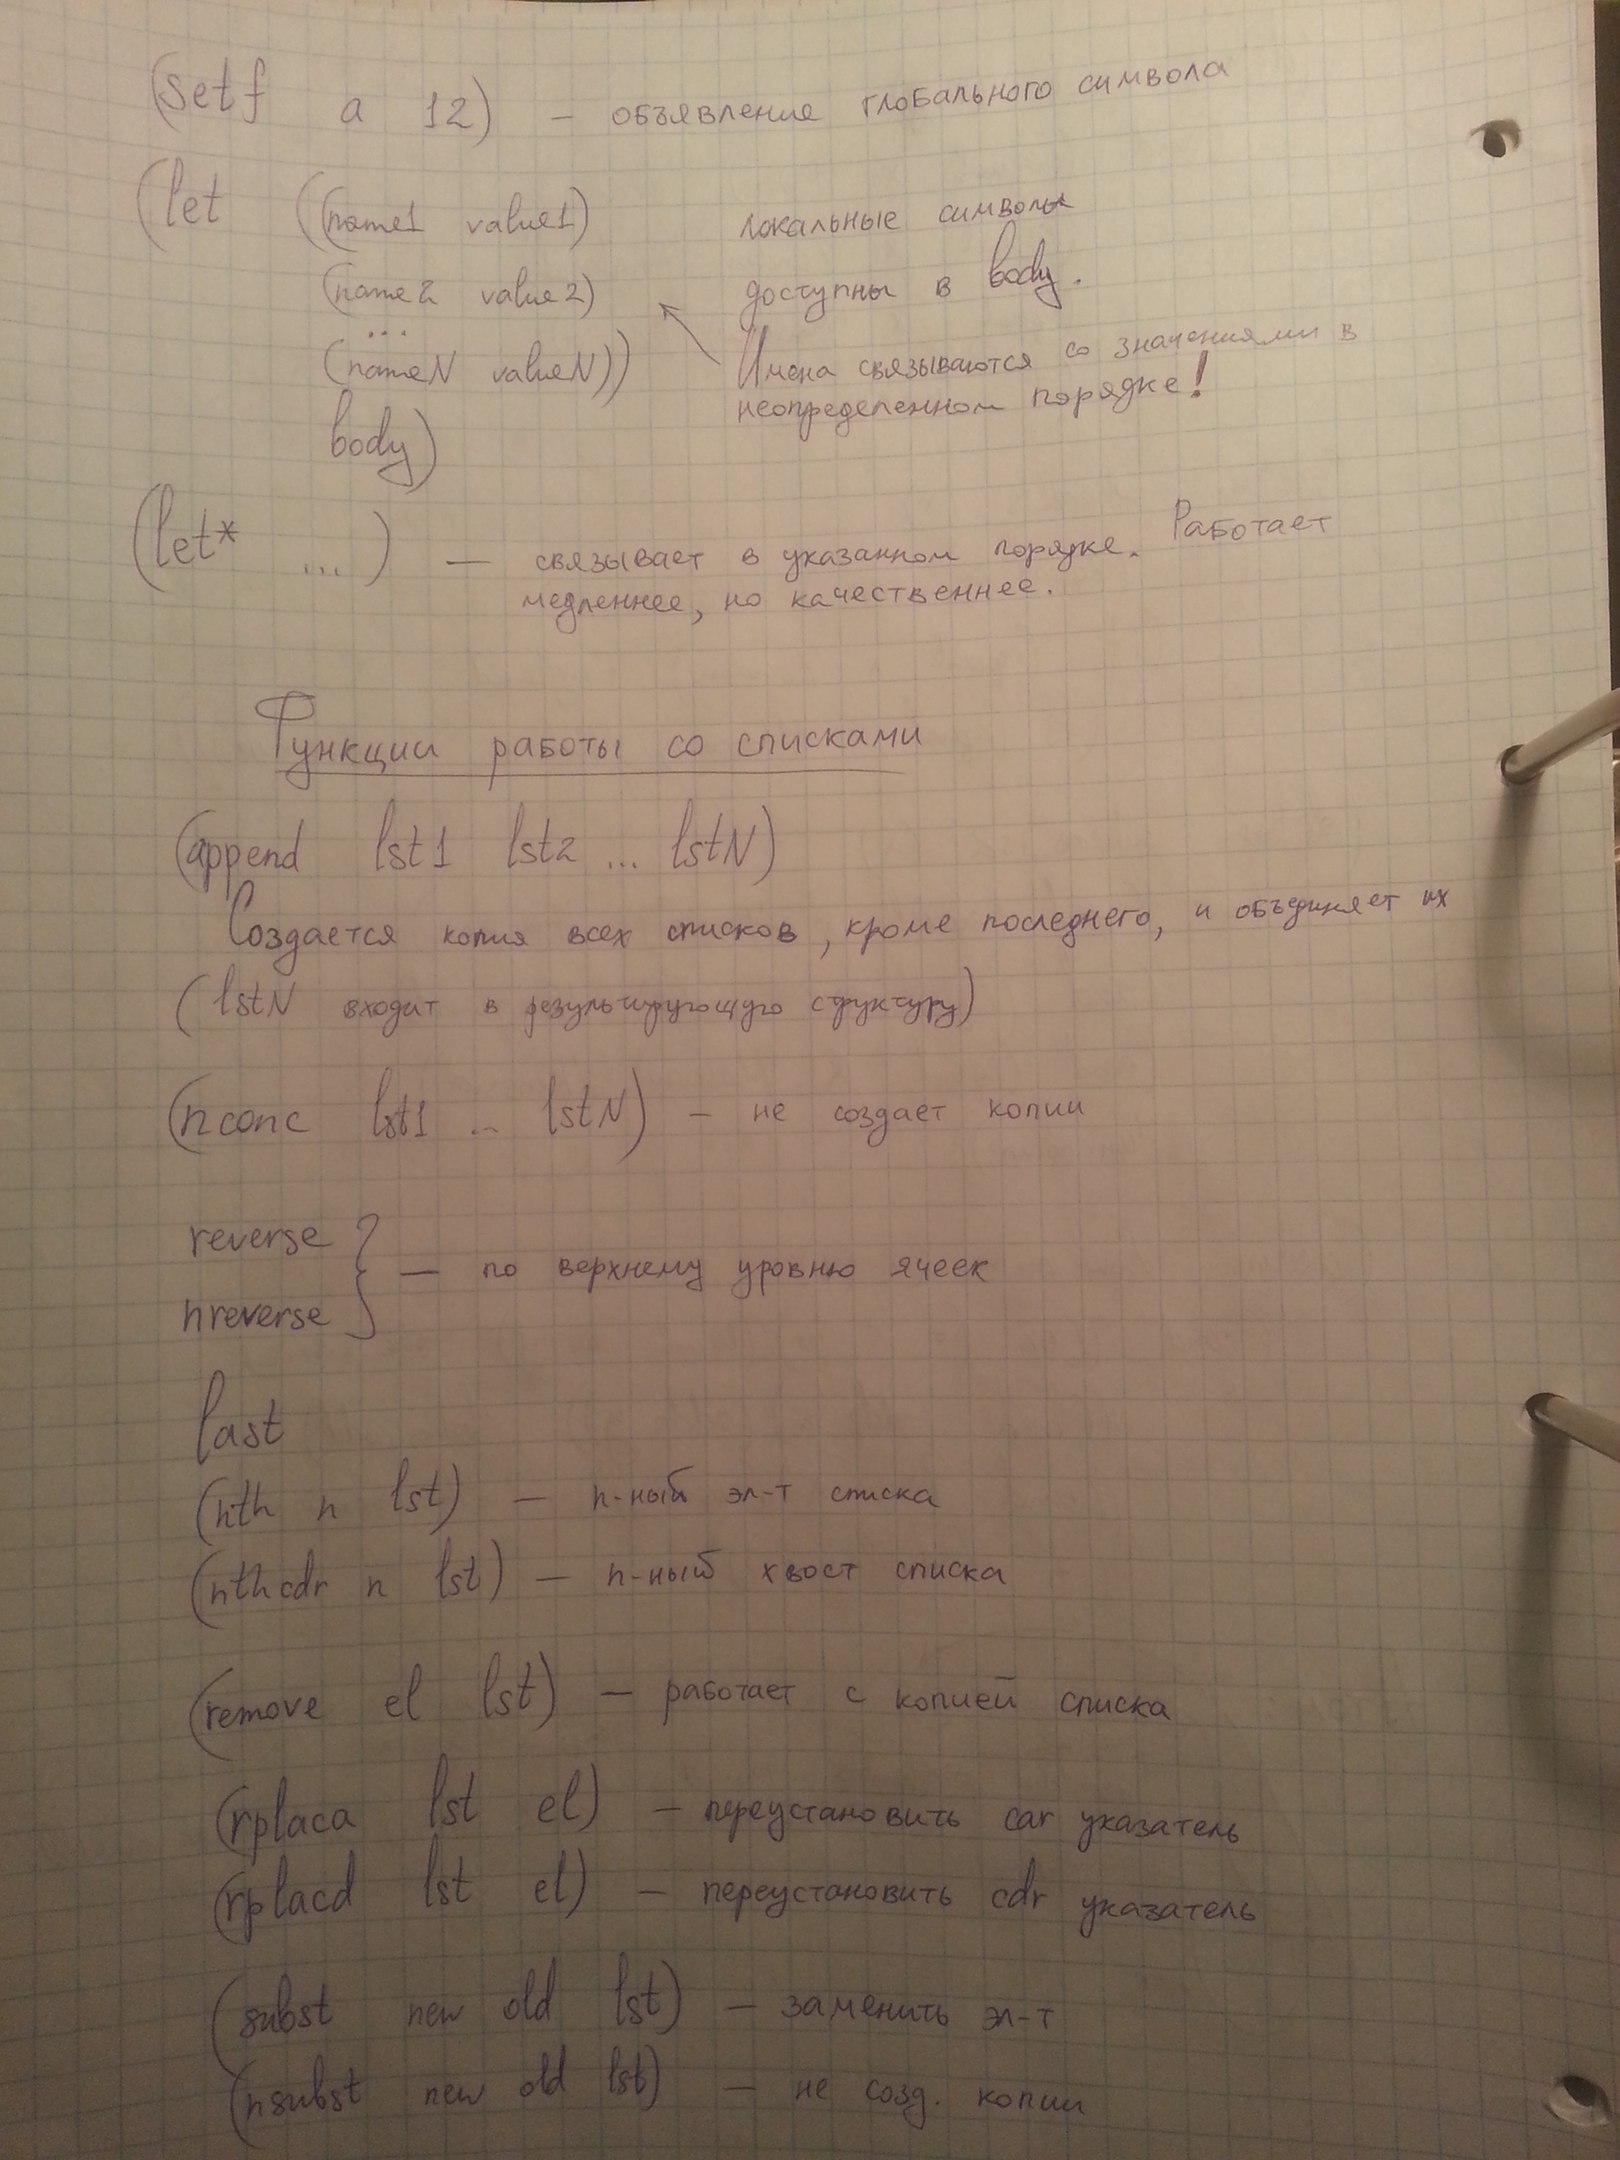 (setf a 12) — объявление глобального символа
(let ((name1 value1) локальные символы
(name2 value2) доступны в body.
...
(nameN valueN)) Имена связываются со значениями в
неопределенном порядке!
body)
(let* ...) — связывает в указанном порядке. Работает
медленнее, но качественнее.
Функции работы со списками
(append lst1 lst2 ... lstN)
Создается копия всех списков, кроме последнего, и объединяет их
(lstN входит в результирующую структуру)
(nconc lst1 .. lstN) — не создает копии
reverse
— по верхнему уровню ячеек
nreverse
last
(nth n lst) — n-ный эл-т списка
(nthcdr n lst) — n-ный хвост списка
(remove el lst) — работает с копией списка
(rplaca lst el) — переустановить car указатель
(rplacd lst el) — переустановить cdr указатель
(subst new old lst) — заменить эл-т
(nsubst new old lst) — не созд. копии